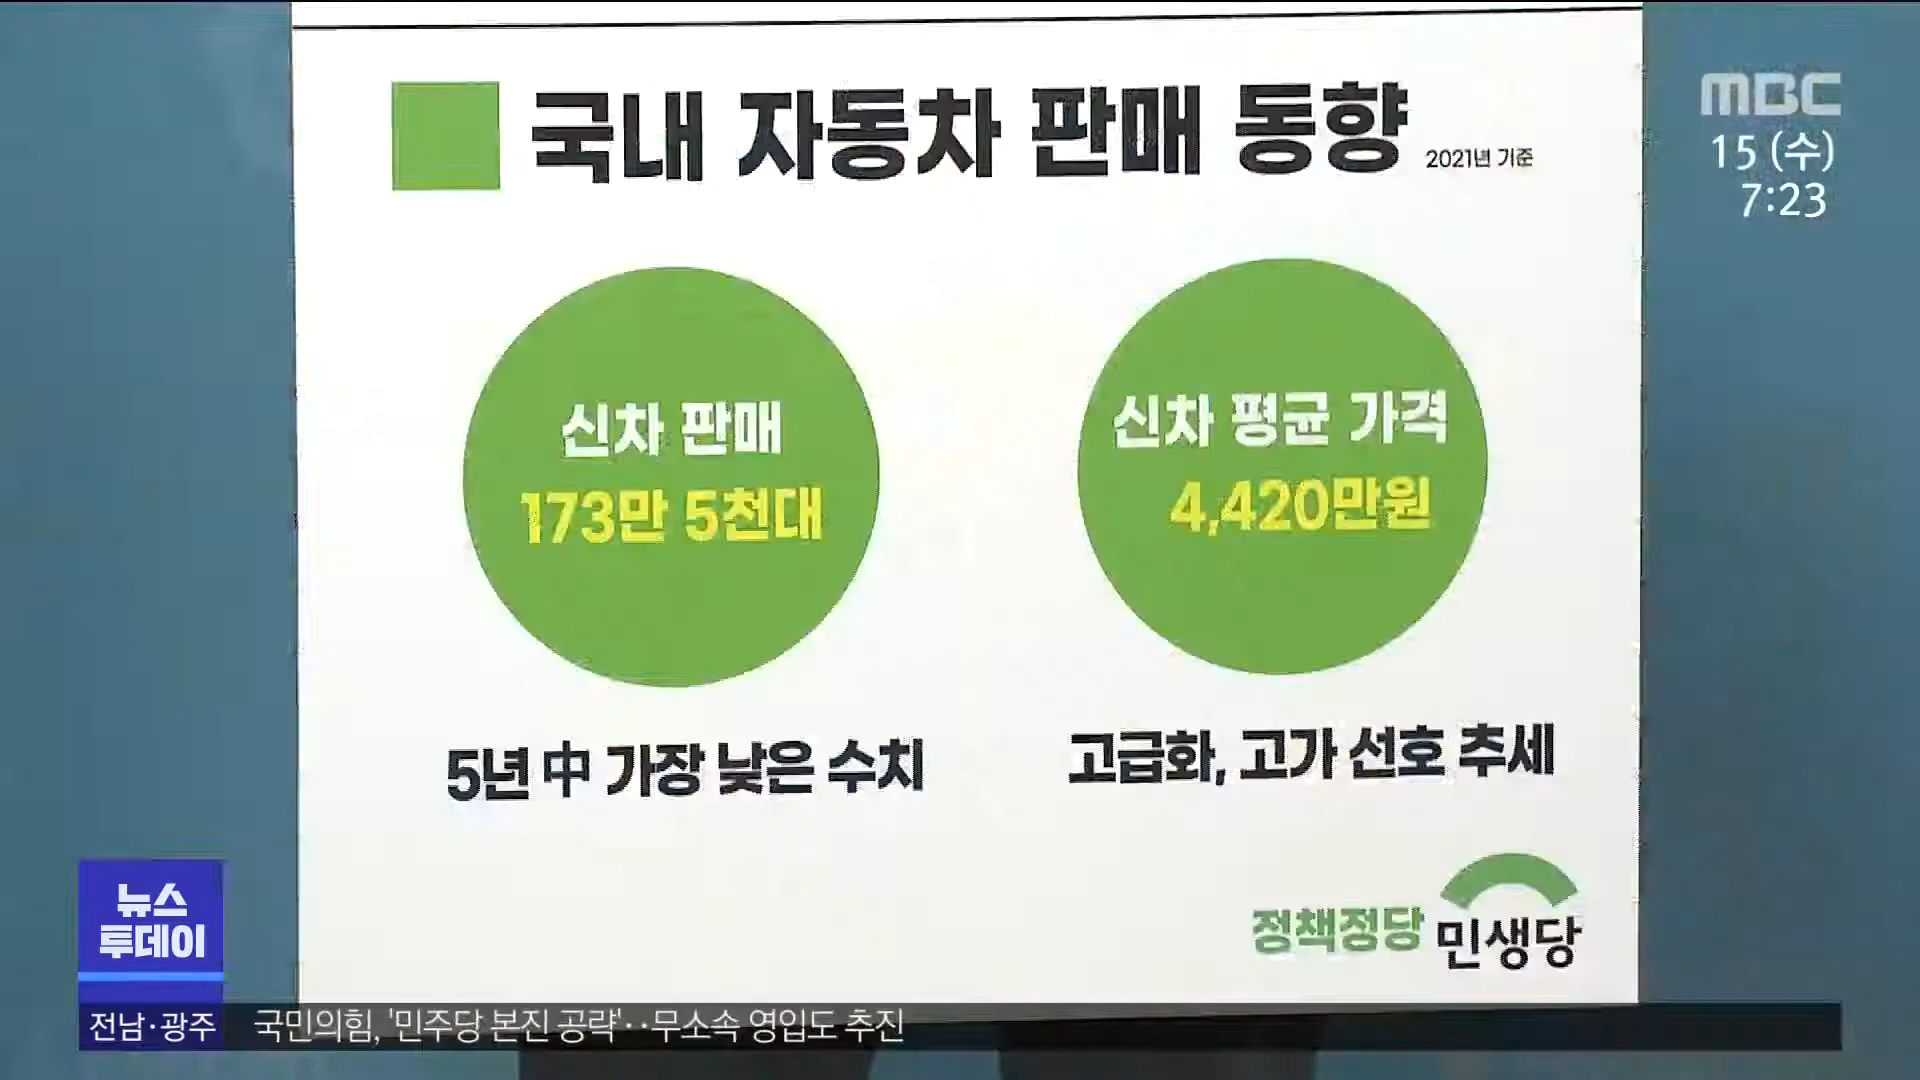 국내 자동차 판매 동향 2021년 기준
MBC
15 (수)
7:23
신차 판매
173만 5천대
신차 평균 가격
4,420만원
5년 中 가장 낮은 수치
고급화, 고가 선호 추세
정책정당 민생당
뉴스
투데이
전남·광주 국민의힘, '민주당 본진 공략'‥무소속 영입도 추진